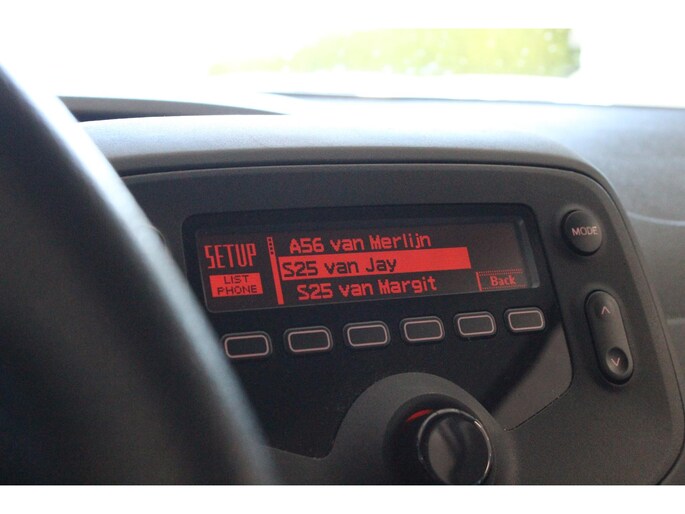 SETUP
LIST
PHONE
A56 van Merlijn
S25 van Jay
S25 van Margit
Back
MODE